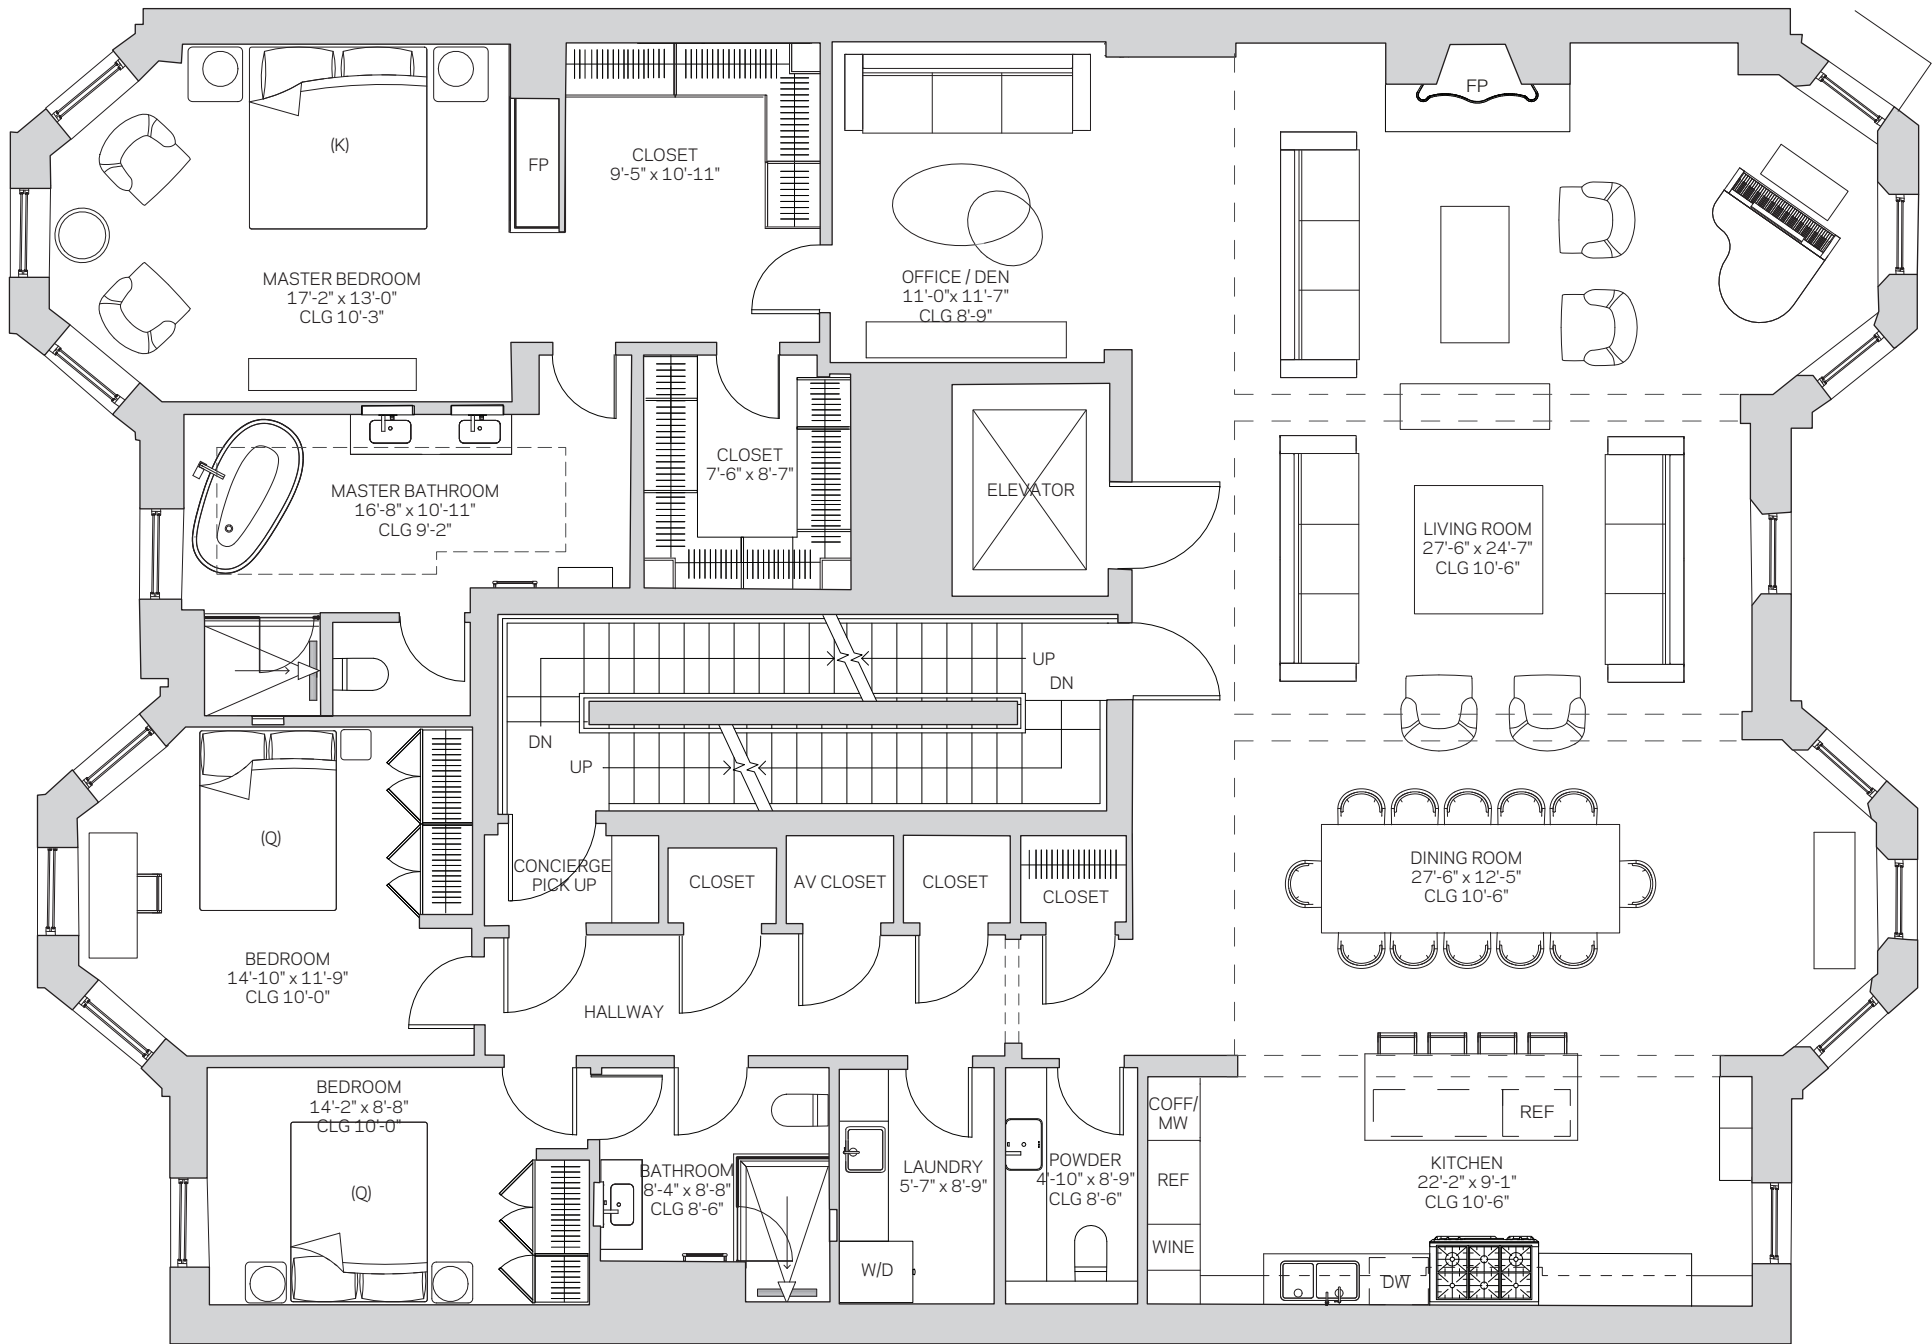 (K)
FP
CLOSET
9'-5" x 10'-11"
FP
MASTER BEDROOM
17'-2" x 13'-0"
CLG 10'-3"
OFFICE / DEN
11'-0"x 11'-7"
CLG 8'-9"
CLOSET
7'-6" x 8'-7"
MASTER BATHROOM
16'-8" x 10'-11"
CLG 9'-2"
ELEVATOR
LIVING ROOM
27'-6" x 24'-7"
CLG 10'-6"
UP
DN
DN
UP
(Q)
CONCIERGE
PICK UP
CLOSET
AV CLOSET
CLOSET
CLOSET
DINING ROOM
27'-6" x 12'-5"
CLG 10'-6"
BEDROOM
14'-10" x 11'-9"
CLG 10'-0"
HALLWAY
BEDROOM
14'-2" x 8'-8"
CLG 10'-0"
(Q)
BATHROOM
8'-4" x 8'-8"
CLG 8'-6"
LAUNDRY
5'-7" x 8'-9"
W/D
POWDER
4'-10" x 8'-9"
CLG 8'-6"
COFF/
MW
REF
WINE
REF
KITCHEN
22'-2" x 9'-1"
CLG 10'-6"
DW